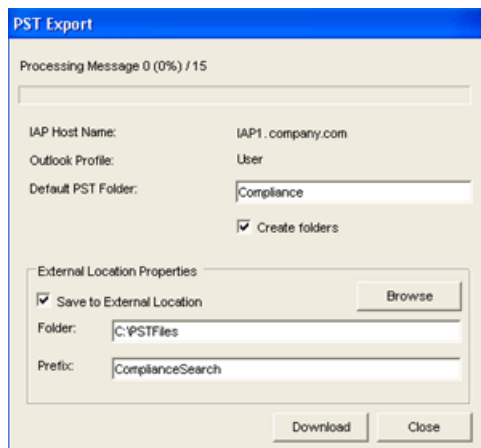 PST Export
Processing Message 0 (0%) / 15
IAP Host Name: IAP1.company.com
Outlook Profile: User
Default PST Folder: Compliance
Create folders
External Location Properties
Save to External Location Browse
Folder: C:\PSTFiles
Prefix: ComplianceSearch
Download Close